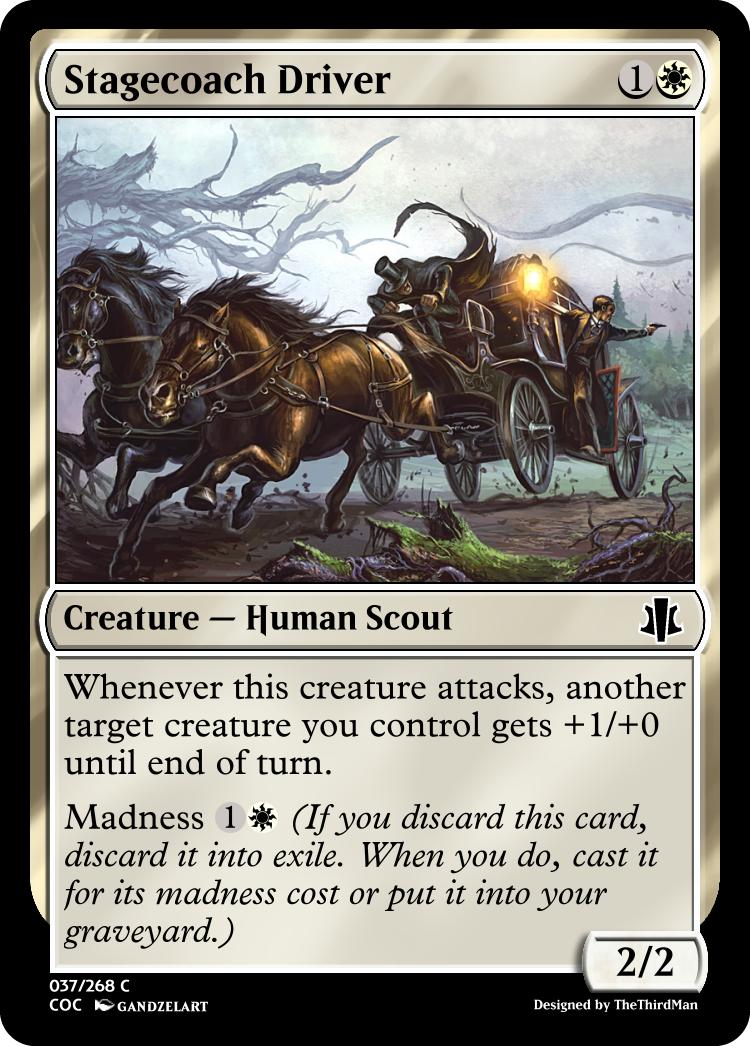 Stagecoach Driver 1
Creature — Human Scout
Whenever this creature attacks, another
target creature you control gets +1/+0
until end of turn.
Madness 1 (If you discard this card,
discard it into exile. When you do, cast it
for its madness cost or put it into your
graveyard.)
2/2
037/268 C
COC GANDZELART
Designed by TheThirdMan